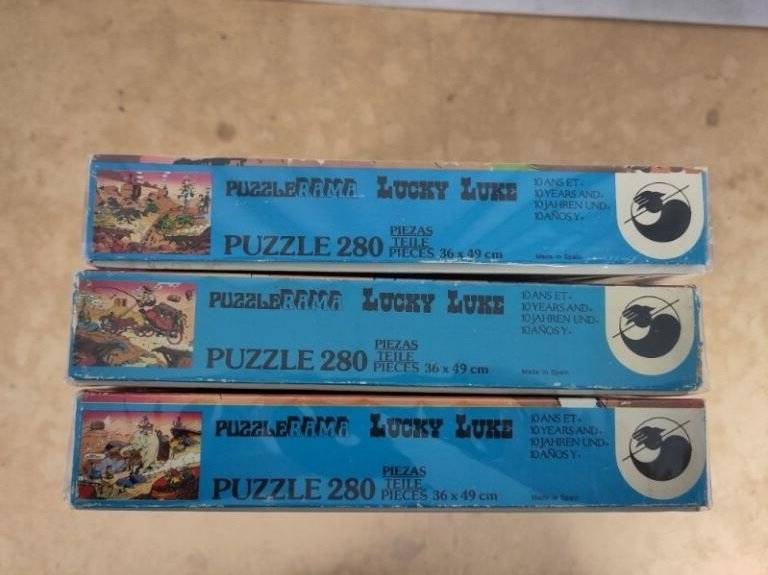 PUZZLERAMA LUCKY LUKE
10 ANS ET+
10 YEARS AND+
10 JAHREN UND+
10 AÑOS Y+
PUZZLE 280 PIEZAS
TEILE
PIECES 36 x 49 cm
Made in Spain
PUZZLERAMA LUCKY LUKE
10 ANS ET+
10 YEARS AND+
10 JAHREN UND+
10 AÑOS Y+
PUZZLE 280 PIEZAS
TEILE
PIECES 36 x 49 cm
Made in Spain
PUZZLERAMA LUCKY LUKE
10 ANS ET+
10 YEARS AND+
10 JAHREN UND+
10 AÑOS Y+
PUZZLE 280 PIEZAS
TEILE
PIECES 36 x 49 cm
Made in Spain